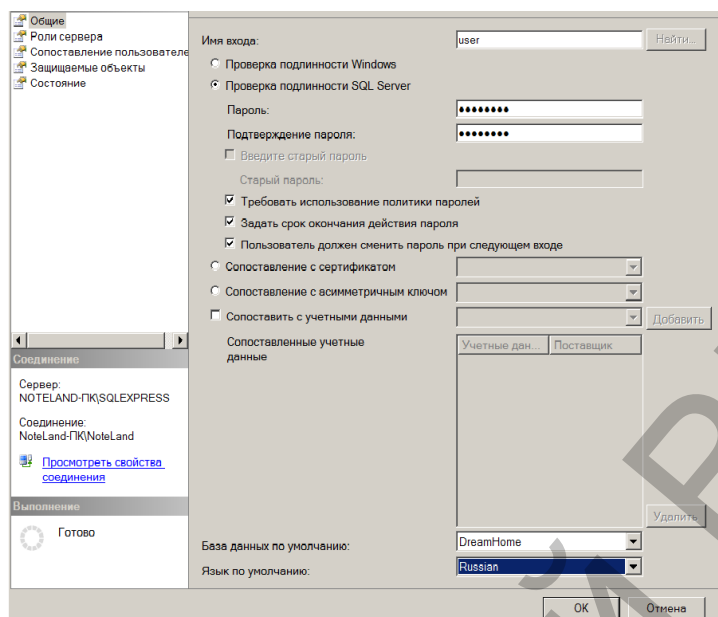 Общие
Роли сервера
Сопоставление пользователе
Защищаемые объекты
Состояние
Имя входа:
user
Найти...
Проверка подлинности Windows
Проверка подлинности SQL Server
Пароль:
●●●●●●●●
Подтверждение пароля:
●●●●●●●●
Введите старый пароль
Старый пароль:
Требовать использование политики паролей
Задать срок окончания действия пароля
Пользователь должен сменить пароль при следующем входе
Сопоставление с сертификатом
Сопоставление с асимметричным ключом
Сопоставить с учетными данными
Добавить
Сопоставленные учетные
данные
Учетные дан...
Поставщик
Удалить
База данных по умолчанию:
DreamHome
Язык по умолчанию:
Russian
Соединение
Сервер:
NOTELAND-ПК\SQLEXPRESS
Соединение:
NoteLand-ПК\NoteLand
Просмотреть свойства
соединения
Выполнение
Готово
OK
Отмена